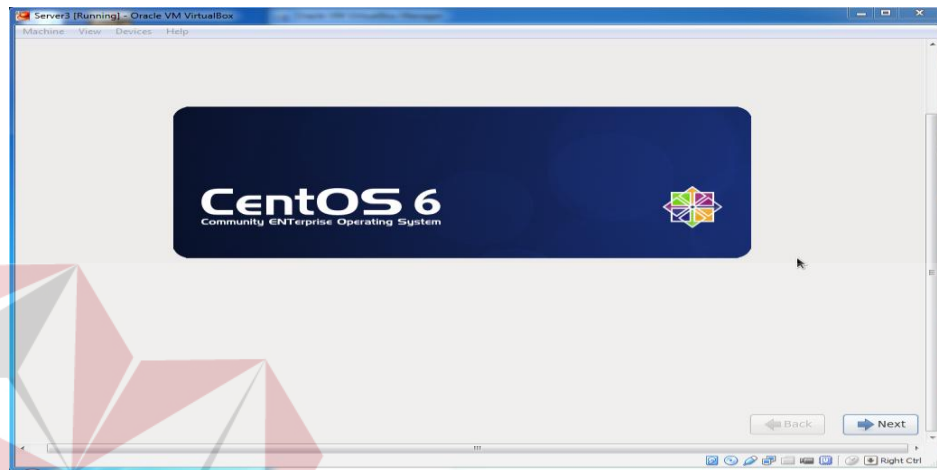 Server3 [Running] - Oracle VM VirtualBox
Machine View Devices Help
CentOS 6
Community ENTerprise Operating System
Back
Next
Right Ctrl